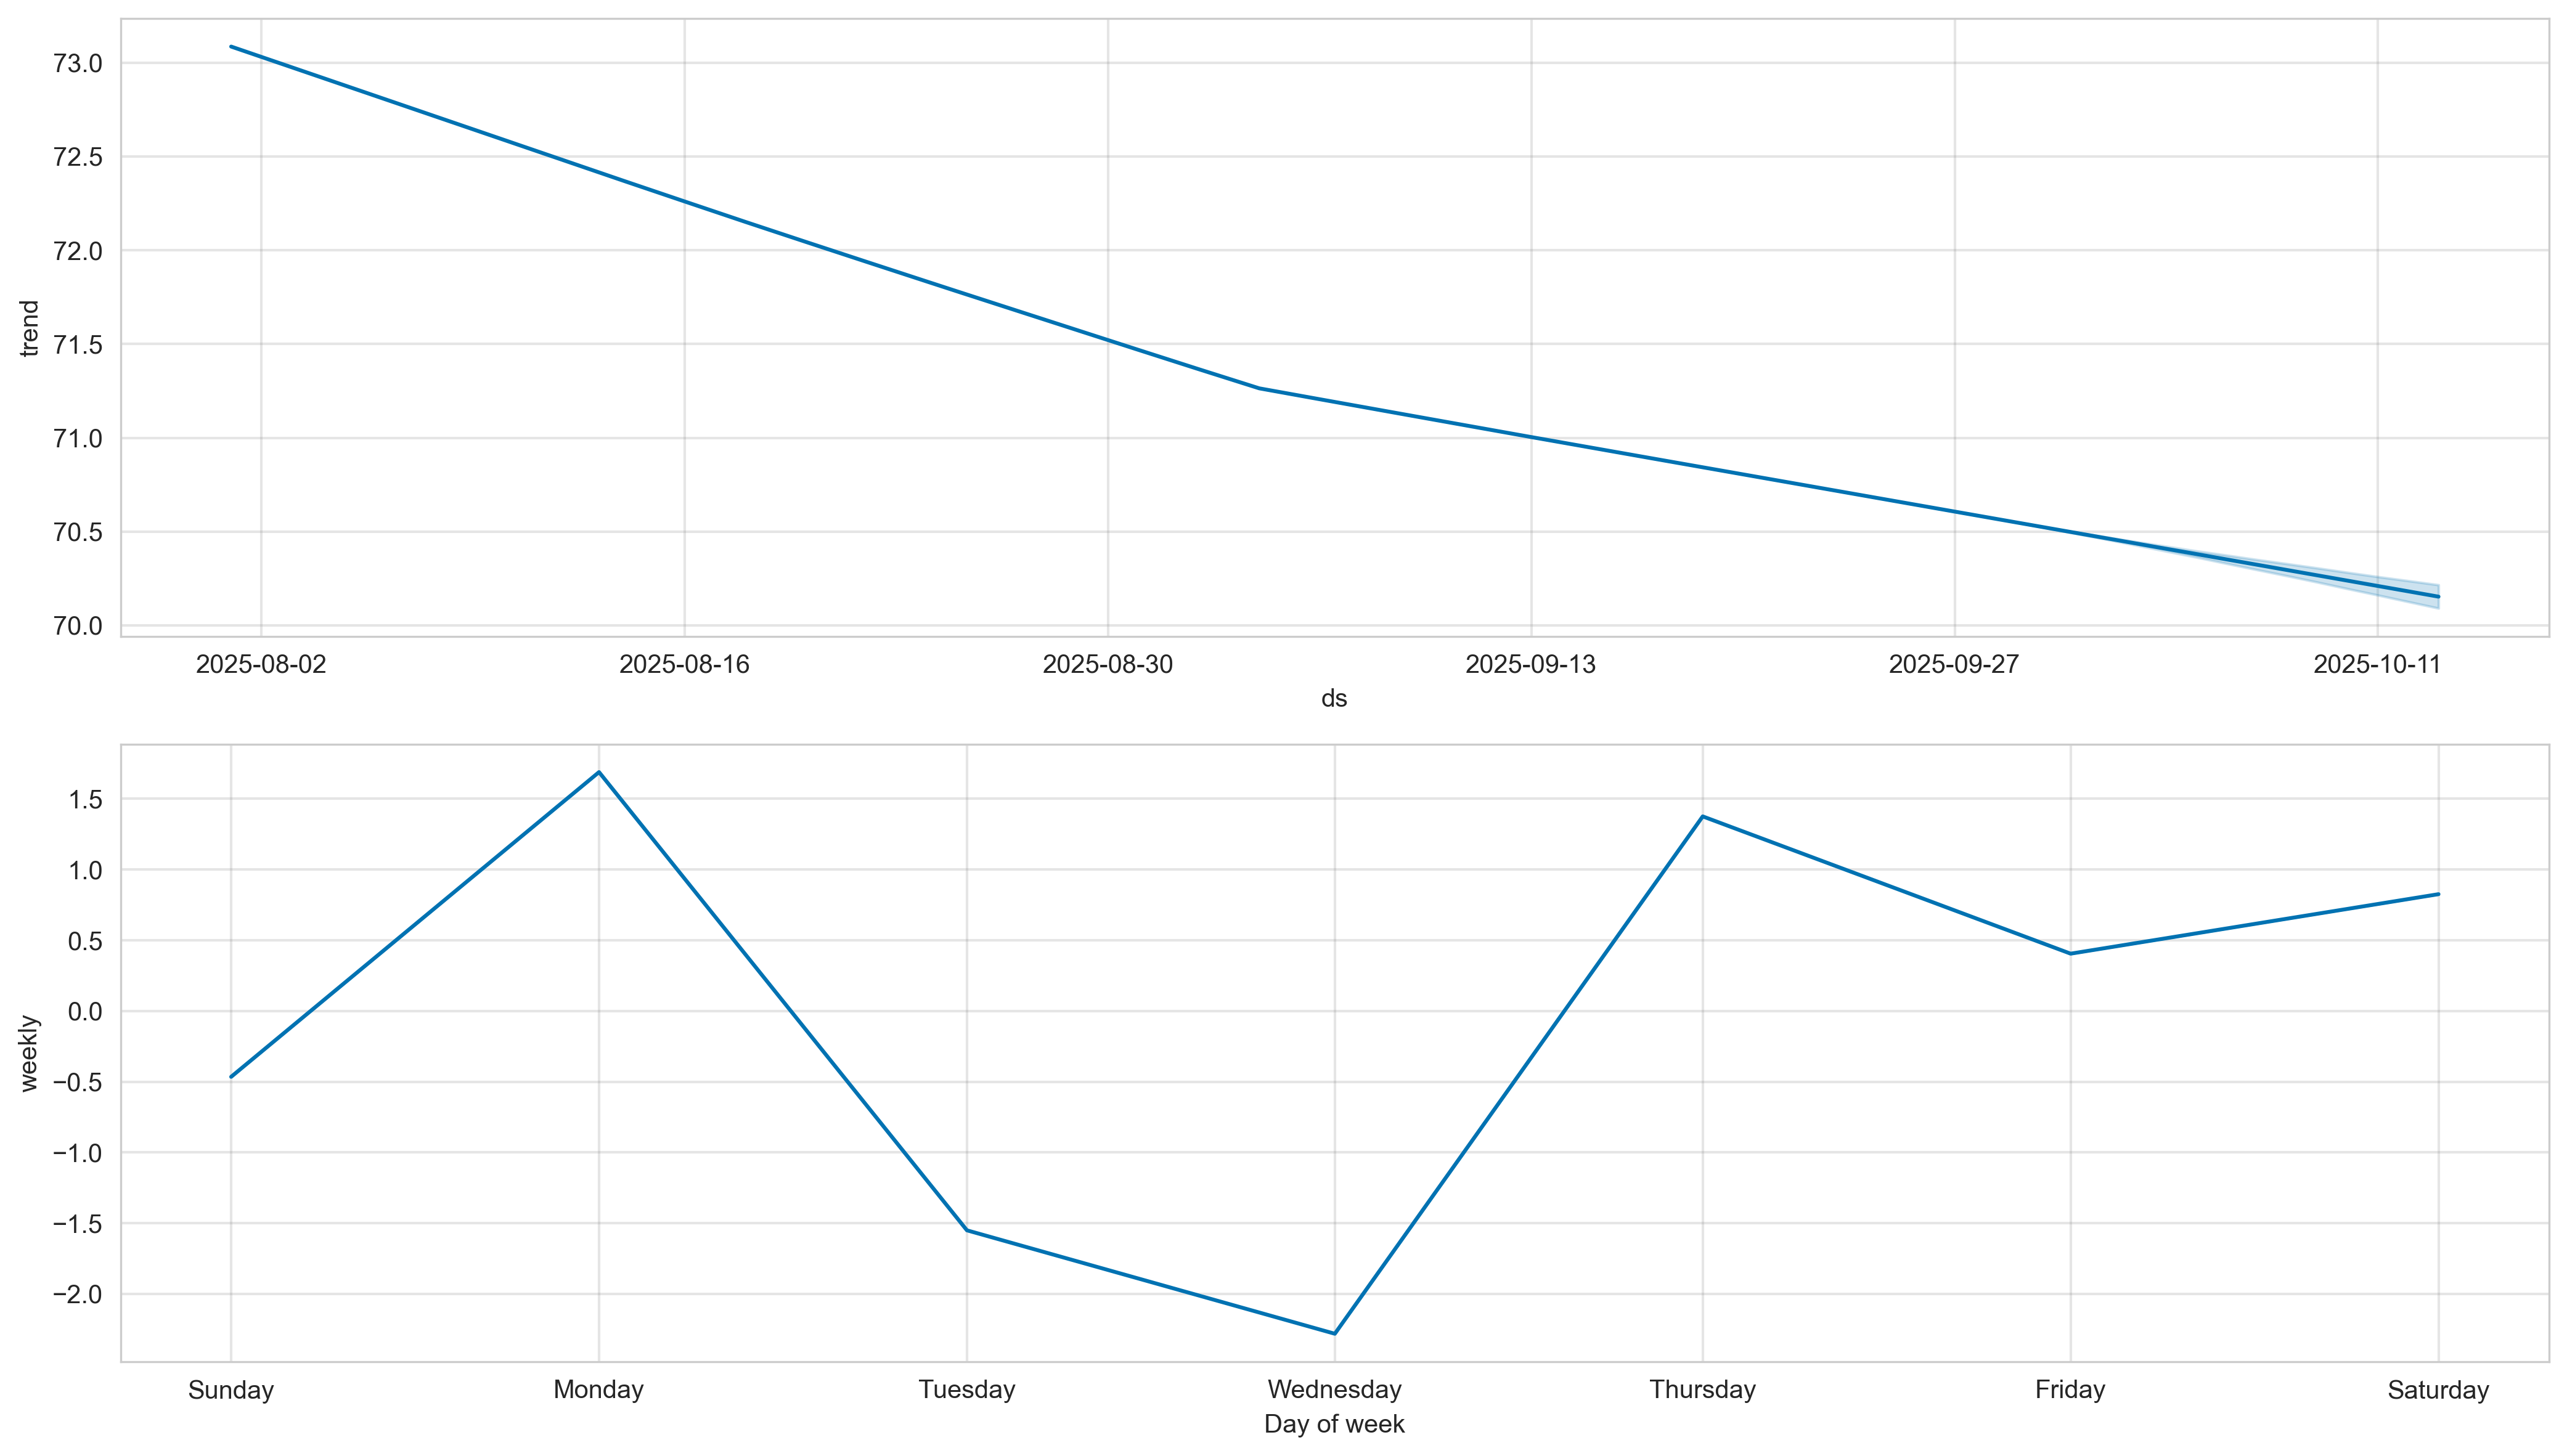 73.0
72.5
72.0
71.5
71.0
70.5
70.0
trend
2025-08-02 2025-08-16 2025-08-30 2025-09-13 2025-09-27 2025-10-11
ds
1.5
1.0
0.5
0.0
−0.5
−1.0
−1.5
−2.0
weekly
Sunday Monday Tuesday Wednesday Thursday Friday Saturday
Day of week